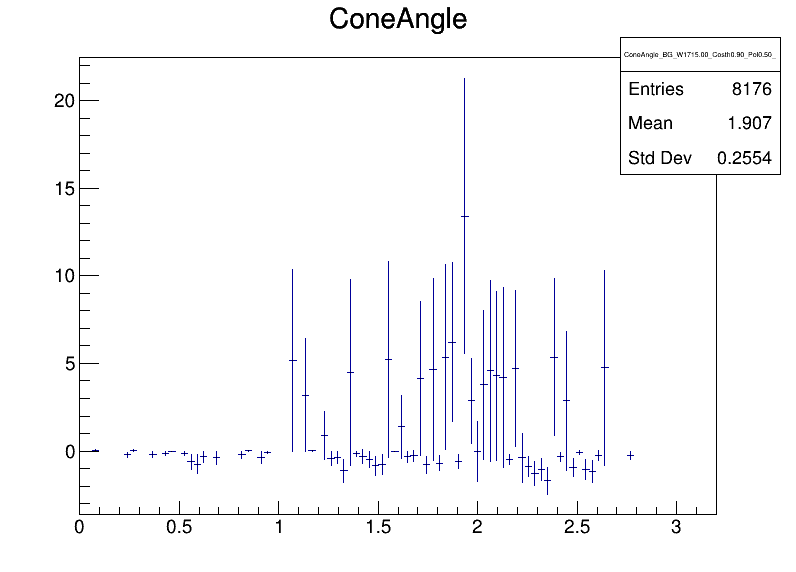 ConeAngle
ConeAngle_BG_W1715.00_Costh0.90_Pol0.50_
Entries 8176
Mean 1.907
Std Dev 0.2554
20
15
10
5
0
0 0.5 1 1.5 2 2.5 3